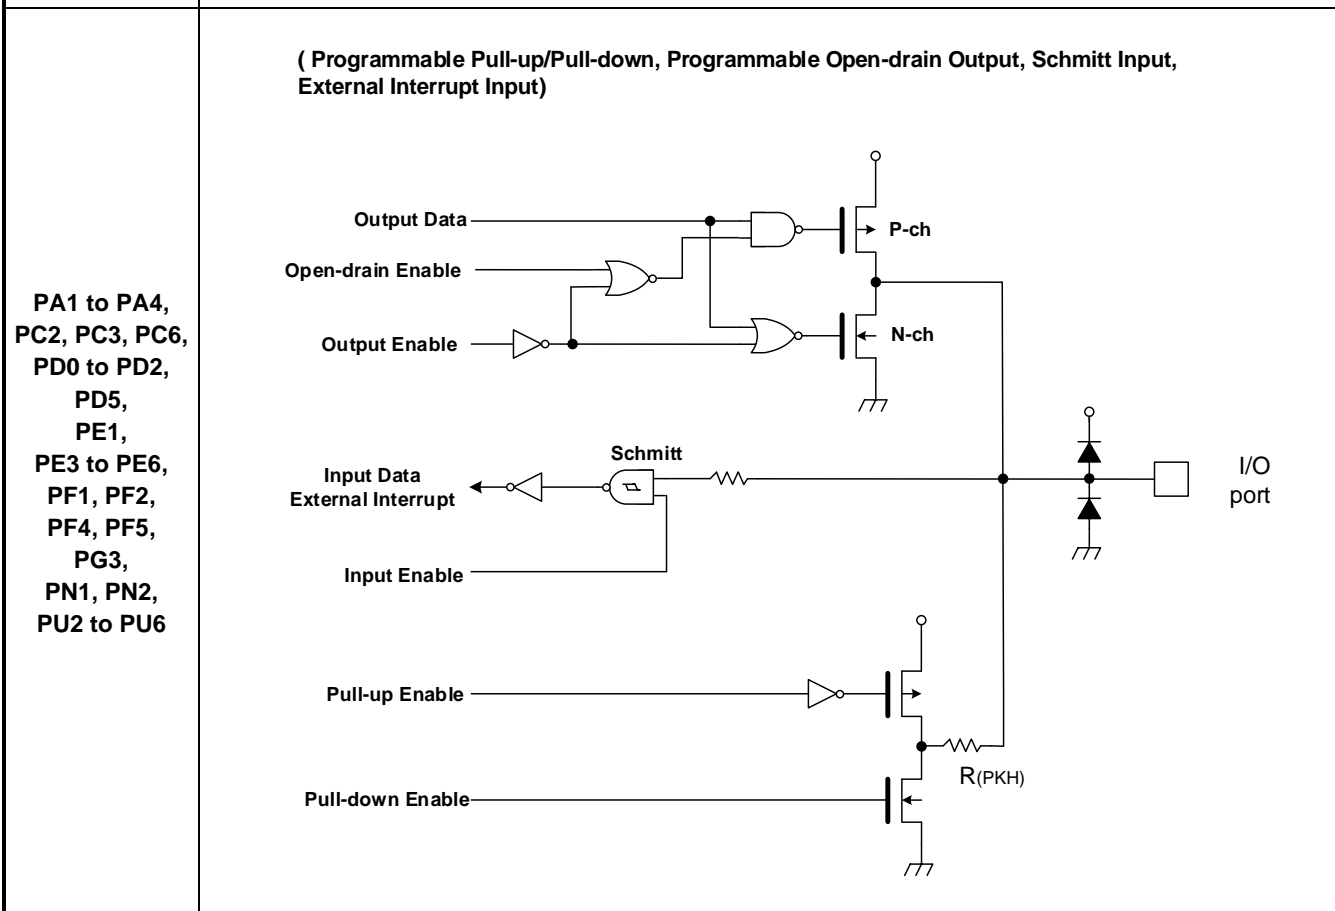 ( Programmable Pull-up/Pull-down, Programmable Open-drain Output, Schmitt Input,
External Interrupt Input)
PA1 to PA4,
PC2, PC3, PC6,
PD0 to PD2,
PD5,
PE1,
PE3 to PE6,
PF1, PF2,
PF4, PF5,
PG3,
PN1, PN2,
PU2 to PU6
Output Data
P-ch
Open-drain Enable
Output Enable
N-ch
Schmitt
Input Data
External Interrupt
I/O
port
Input Enable
Pull-up Enable
R(PKH)
Pull-down Enable